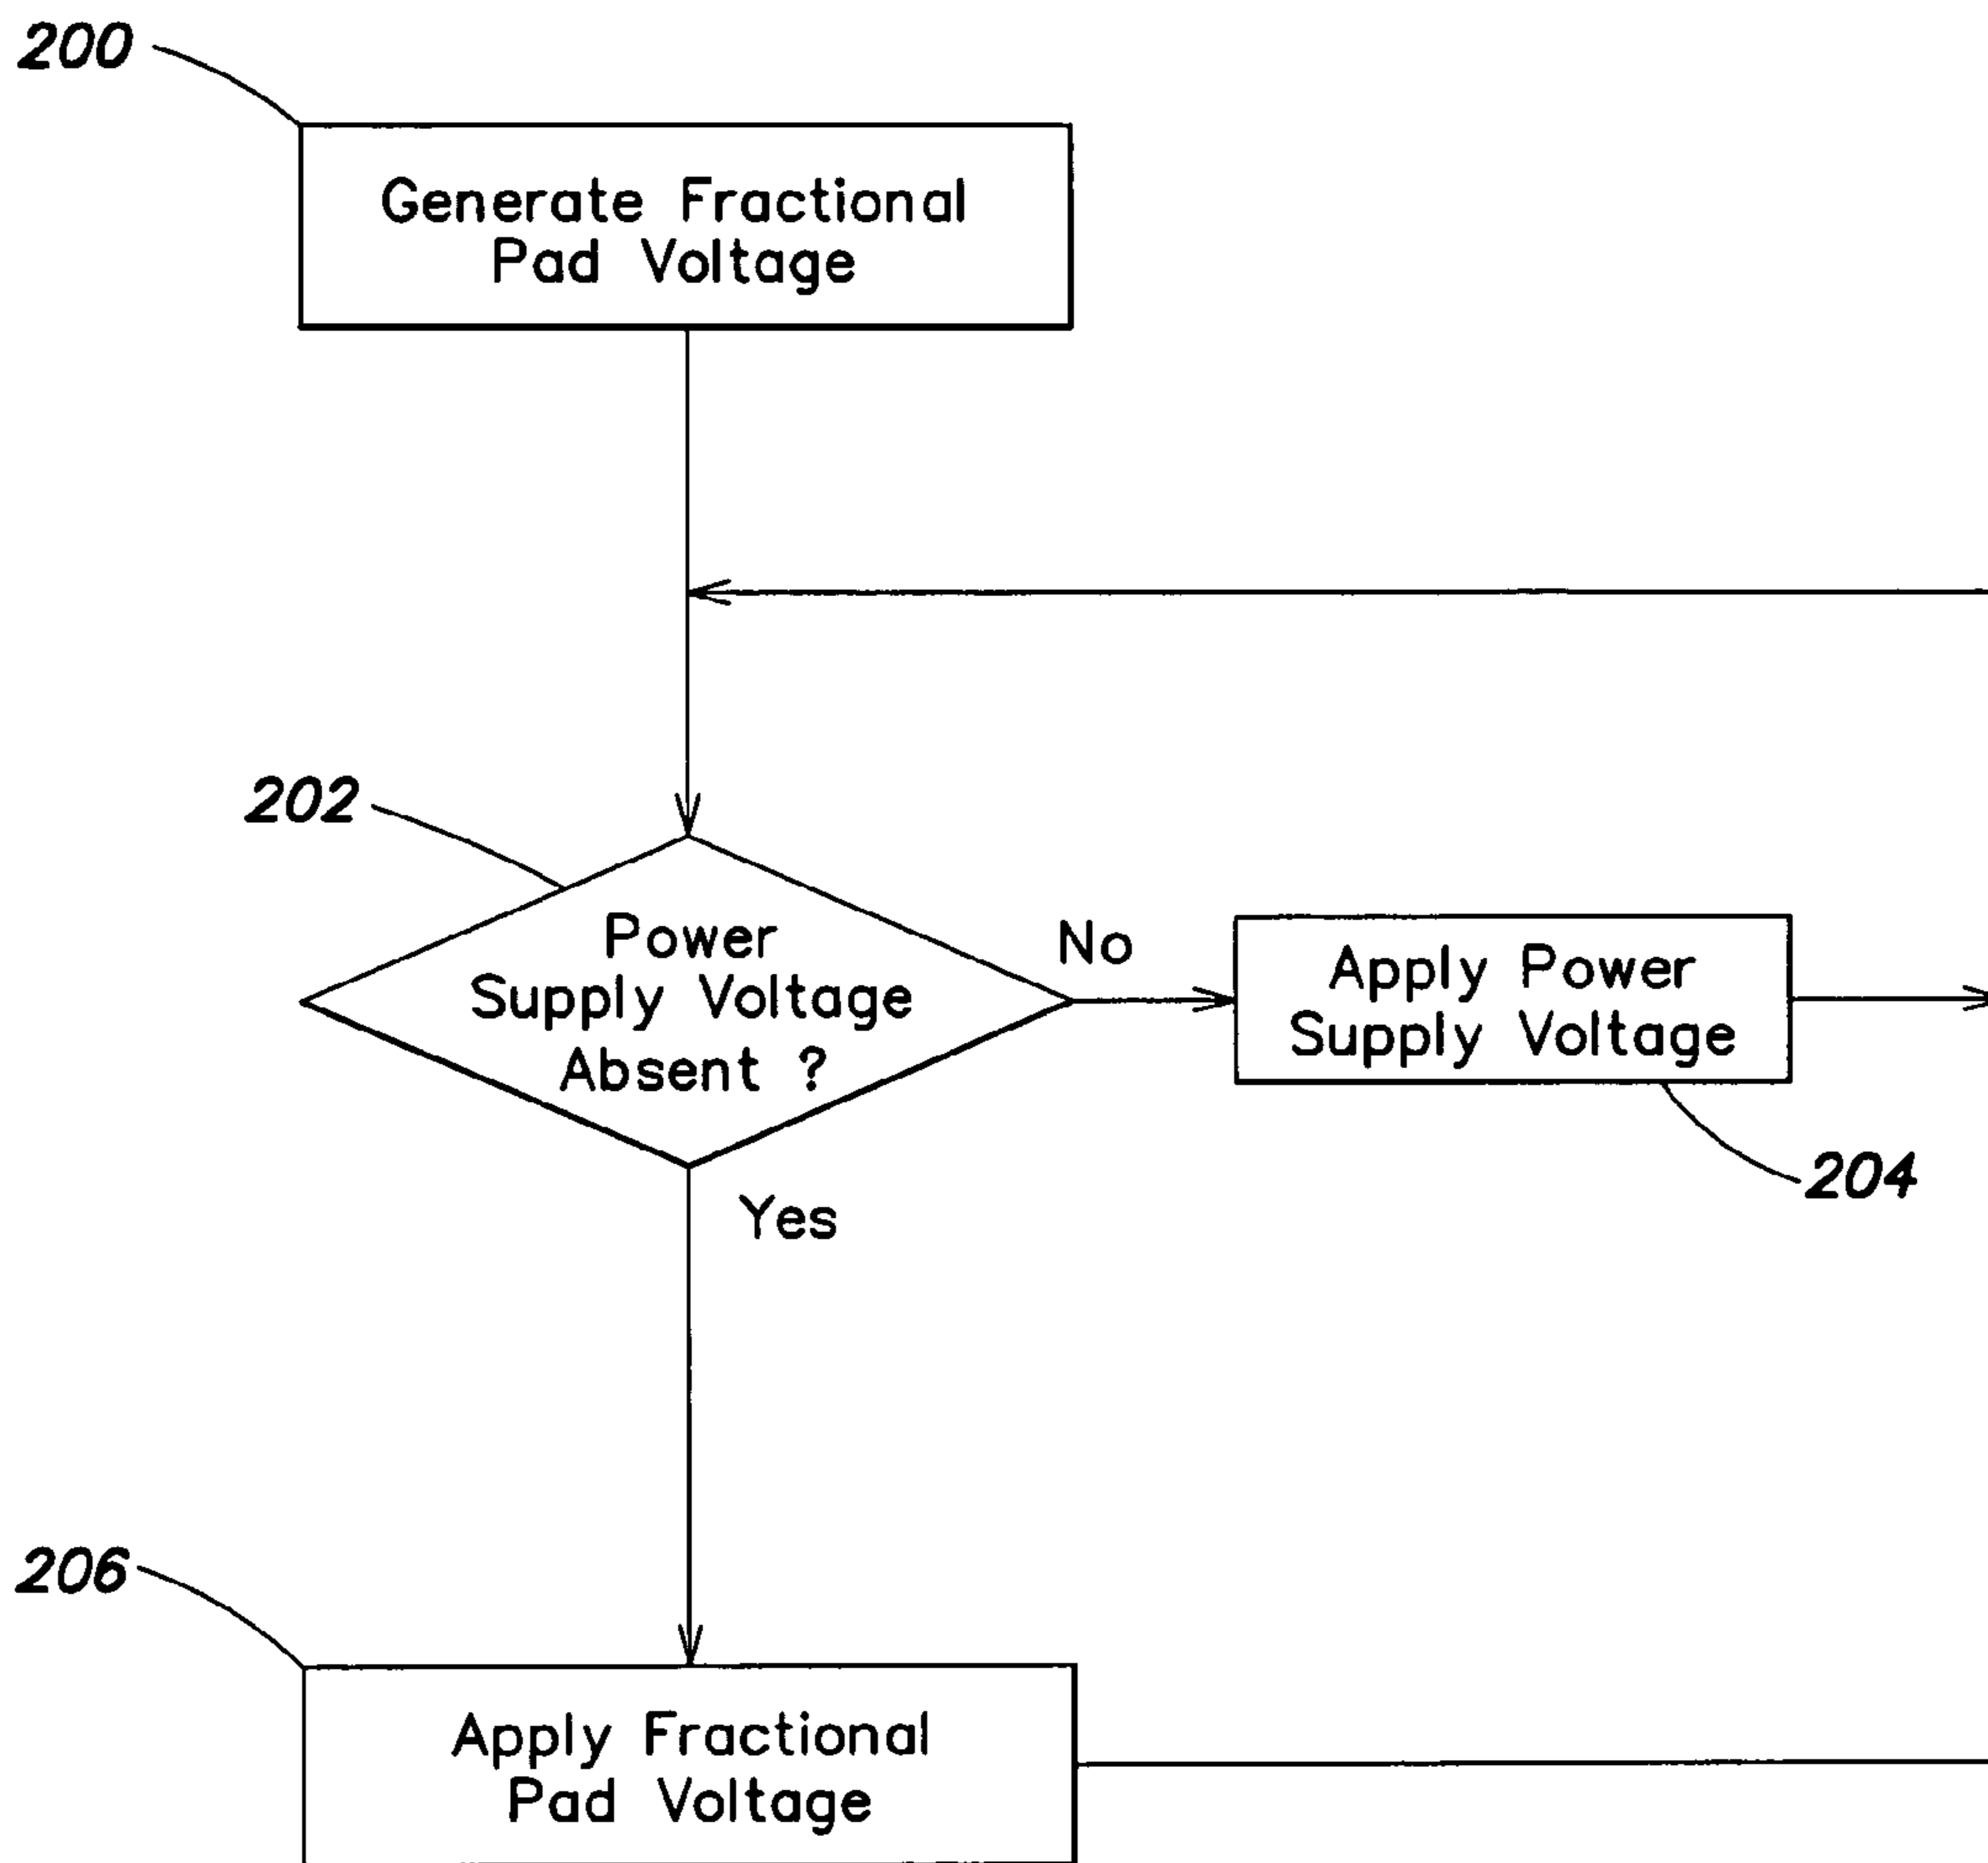 200
Generate Fractional
Pad Voltage
202
Power
Supply Voltage
Absent ?
No
Apply Power
Supply Voltage
204
Yes
206
Apply Fractional
Pad Voltage